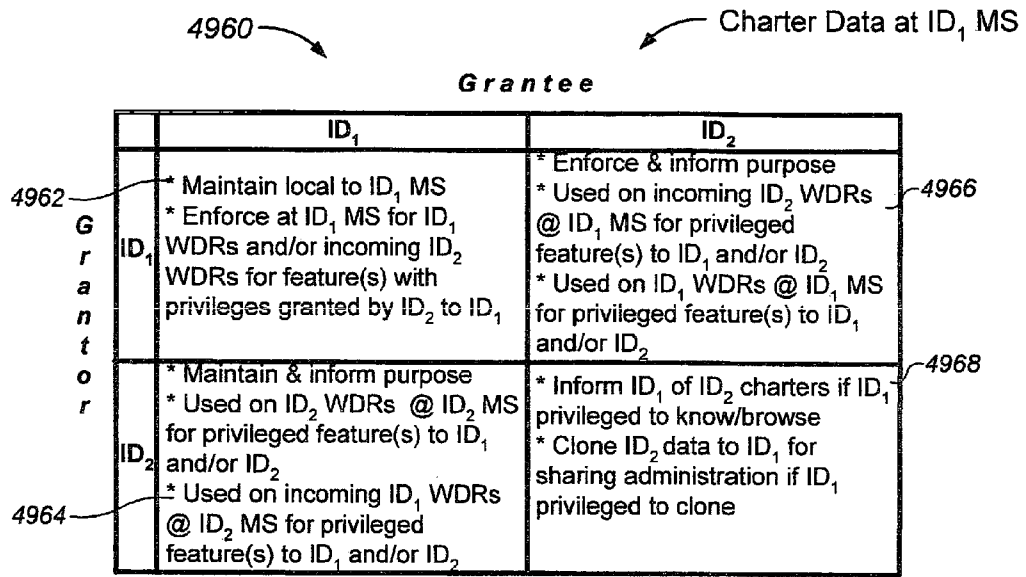 4960
Charter Data at ID₁ MS
Grantee
ID₁
ID₂
Grantor
ID₁
4962
* Maintain local to ID₁ MS
* Enforce at ID₁ MS for ID₁
WDRs and/or incoming ID₂
WDRs for feature(s) with
privileges granted by ID₂ to ID₁
* Enforce & inform purpose
* Used on incoming ID₂ WDRs
@ ID₁ MS for privileged
feature(s) to ID₁ and/or ID₂
* Used on ID₁ WDRs @ ID₁ MS
for privileged feature(s) to ID₁
and/or ID₂
4966
ID₂
* Maintain & inform purpose
* Used on ID₂ WDRs @ ID₂ MS
for privileged feature(s) to ID₁
and/or ID₂
* Used on incoming ID₁ WDRs
@ ID₂ MS for privileged
feature(s) to ID₁ and/or ID₂
4964
* Inform ID₁ of ID₂ charters if ID₁
privileged to know/browse
* Clone ID₂ data to ID₁ for
sharing administration if ID₁
privileged to clone
4968